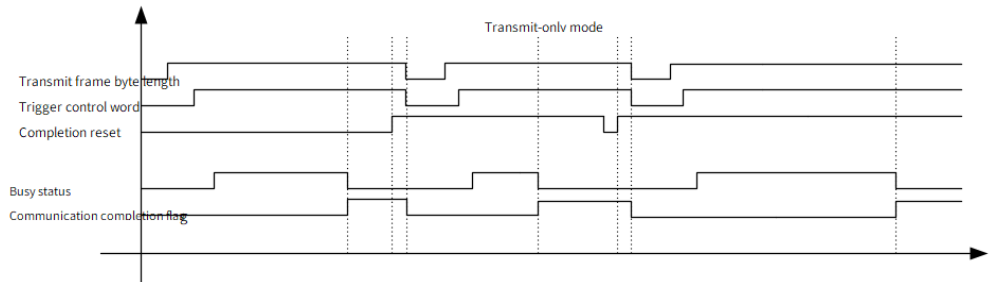 Transmit-only mode
Transmit frame byte length
Trigger control word
Completion reset
Busy status
Communication completion flag